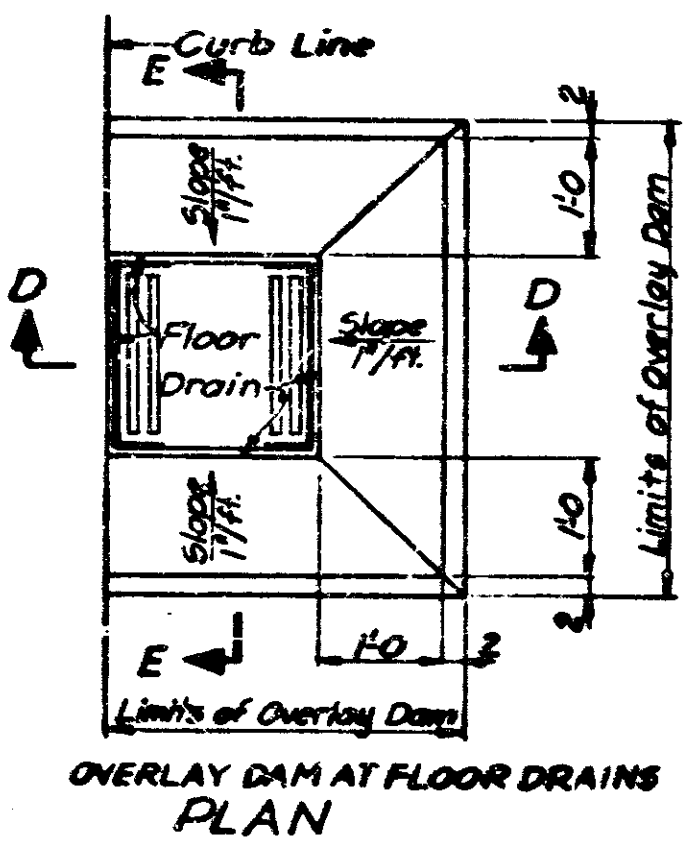 Curb Line
E
2
Slope
1"/ft.
1'-0
Limits of Overlay Dam
D
D
Floor
Drain
Slope
1"/ft.
Slope
1"/ft.
1'-0
2
E
1'-0
2
Limits of Overlay Dam
OVERLAY DAM AT FLOOR DRAINS
PLAN